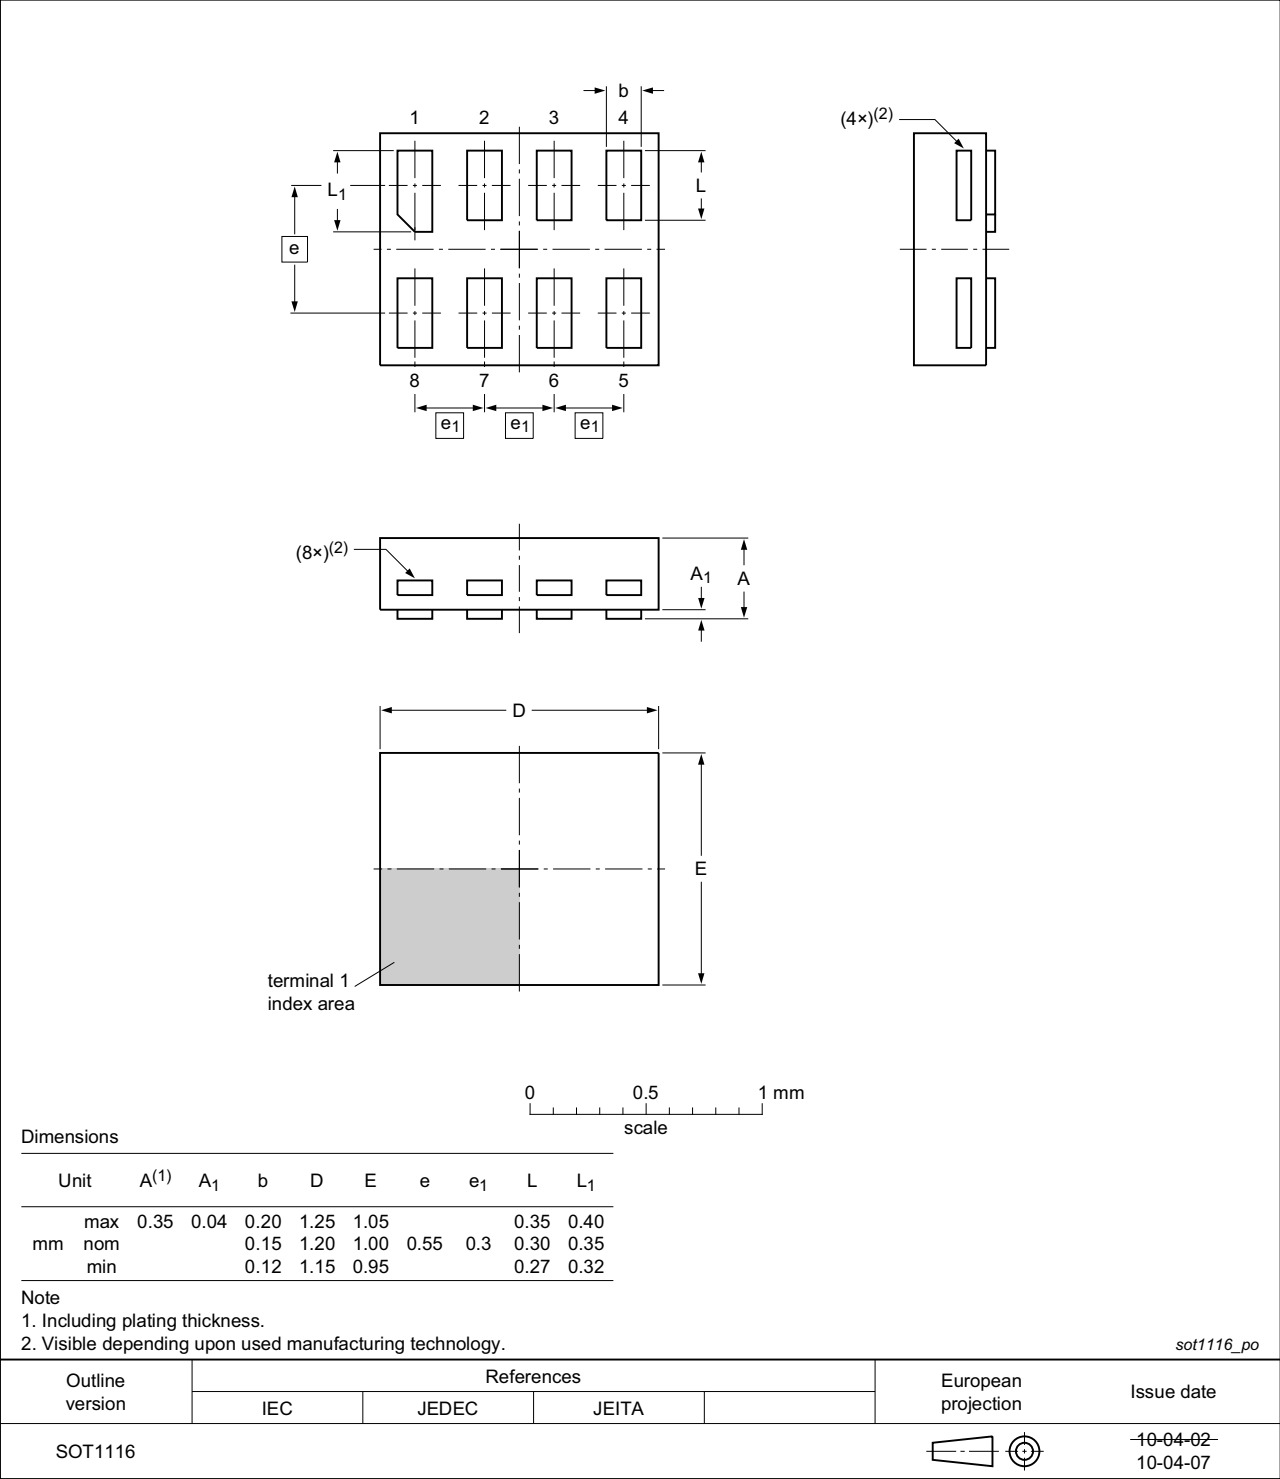 b
1 2 3 4
(4×)(2)
L1
L
e
8 7 6 5
e1 e1 e1
(8×)(2)
A1 A
D
E
terminal 1
index area
0 0.5 1 mm
scale
Dimensions
Unit A(1) A1 b D E e e1 L L1
max 0.35 0.04 0.20 1.25 1.05 0.35 0.40
mm nom 0.15 1.20 1.00 0.55 0.3 0.30 0.35
min 0.12 1.15 0.95 0.27 0.32
Note
1. Including plating thickness.
2. Visible depending upon used manufacturing technology.
sot1116_po
Outline
version
References
IEC JEDEC JEITA
European
projection
Issue date
SOT1116
10-04-02
10-04-07